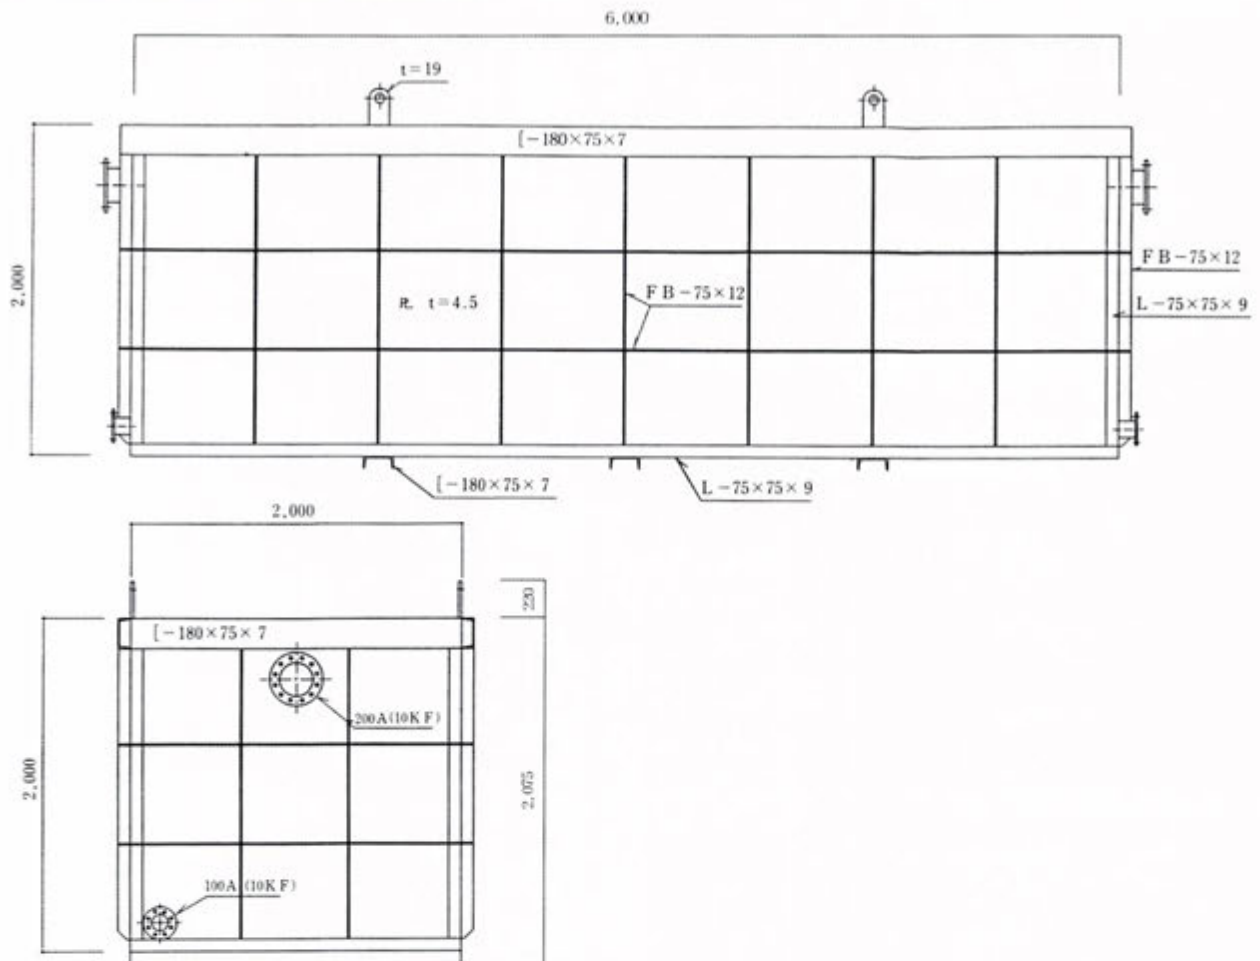 6,000
t=19
[-180×75×7
2,000
FB-75×12
FB-75×12
PL t=4.5
L-75×75×9
[-180×75×7
L-75×75×9
2,000
220
[-180×75×7
200A(10KF)
2,000
2,075
100A(10KF)